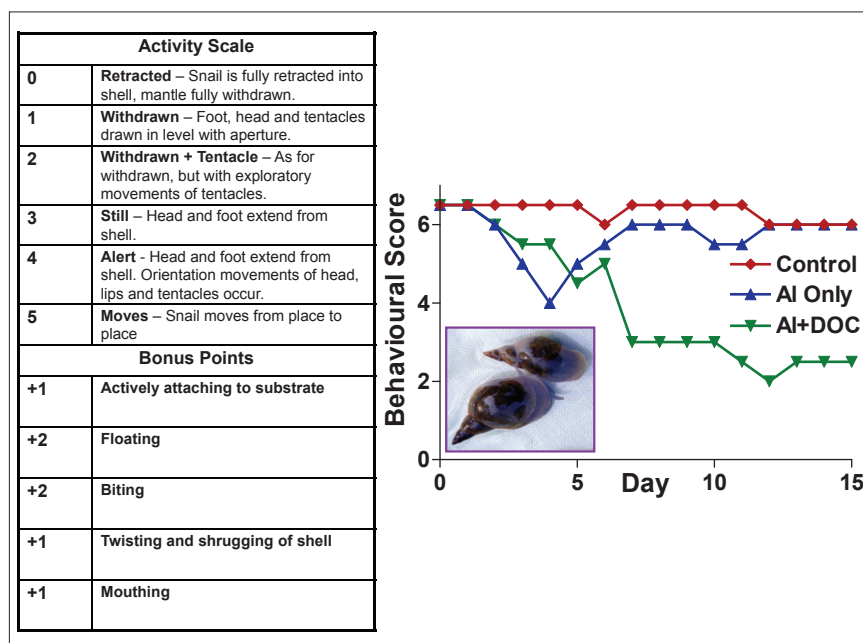 Activity Scale
0 Retracted – Snail is fully retracted into
shell, mantle fully withdrawn.
1 Withdrawn – Foot, head and tentacles
drawn in level with aperture.
2 Withdrawn + Tentacle – As for
withdrawn, but with exploratory
movements of tentacles.
3 Still – Head and foot extend from
shell.
4 Alert - Head and foot extend from
shell. Orientation movements of head,
lips and tentacles occur.
5 Moves – Snail moves from place to
place
Bonus Points
+1 Actively attaching to substrate
+2 Floating
+2 Biting
+1 Twisting and shrugging of shell
+1 Mouthing
Behavioural Score
6
4
2
0
Control
Al Only
Al+DOC
0 5 10 15
Day